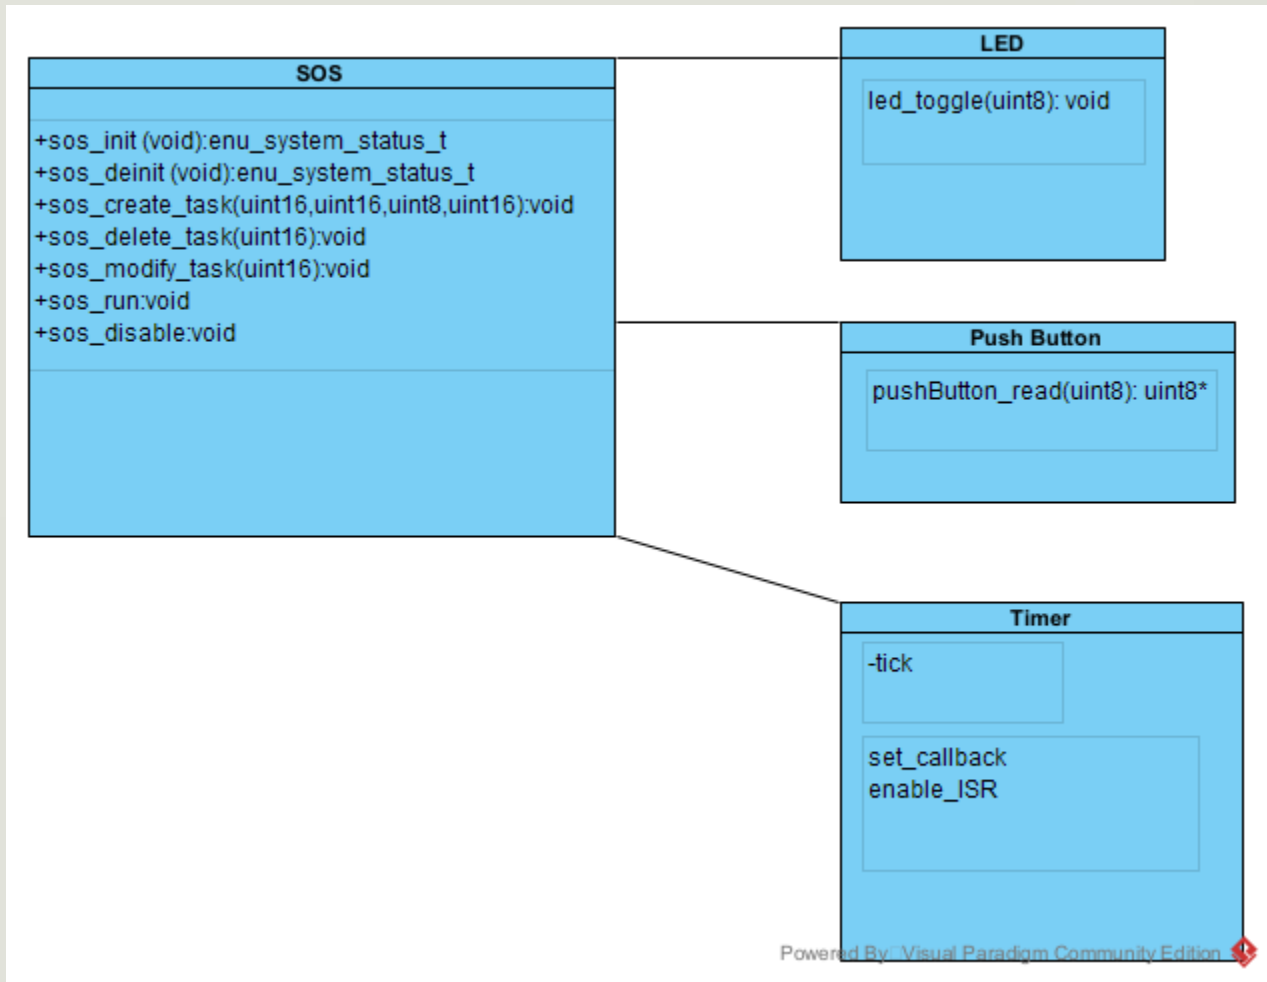 SOS
+sos_init (void):enu_system_status_t
+sos_deinit (void):enu_system_status_t
+sos_create_task(uint16,uint16,uint8,uint16):void
+sos_delete_task(uint16):void
+sos_modify_task(uint16):void
+sos_run:void
+sos_disable:void
LED
led_toggle(uint8): void
Push Button
pushButton_read(uint8): uint8*
Timer
-tick
set_callback
enable_ISR
Powered By Visual Paradigm Community Edition